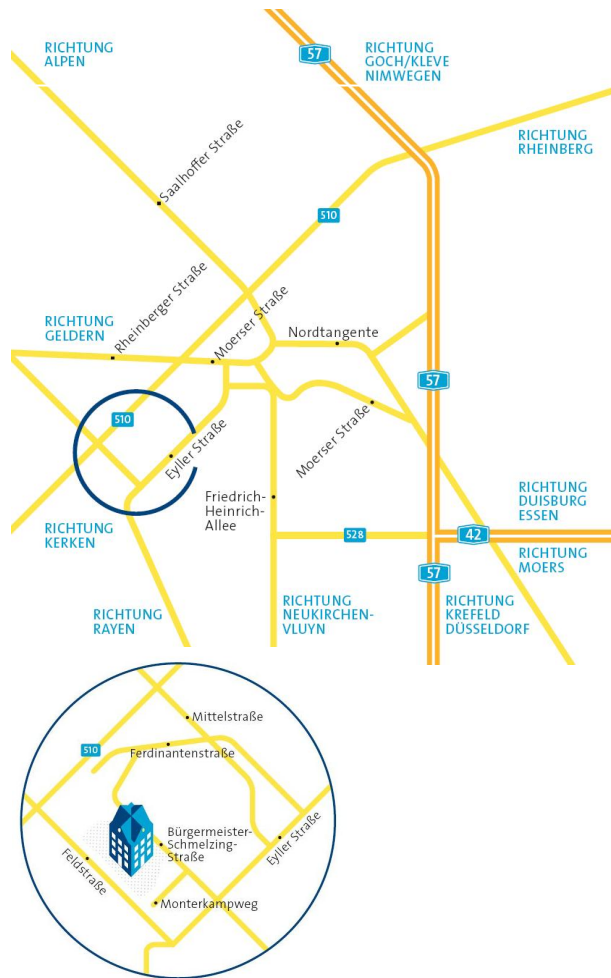 RICHTUNG
ALPEN
57
RICHTUNG
GOCH/KLEVE
NIMWEGEN
RICHTUNG
RHEINBERG
Saalhoffer Straße
510
Rheinberger Straße
Moerser Straße
RICHTUNG
GELDERN
Nordtangente
57
510
Eyller Straße
Moerser Straße
Friedrich-
Heinrich-
Allee
RICHTUNG
DUISBURG
ESSEN
RICHTUNG
KERKEN
528
42
RICHTUNG
MOERS
57
RICHTUNG
RAYEN
RICHTUNG
NEUKIRCHEN-
VLUYN
RICHTUNG
KREFELD
DÜSSELDORF
Mittelstraße
510
Ferdinantenstraße
Bürgermeister-
Schmelzing-
Straße
Eyller Straße
Feldstraße
Monterkampweg